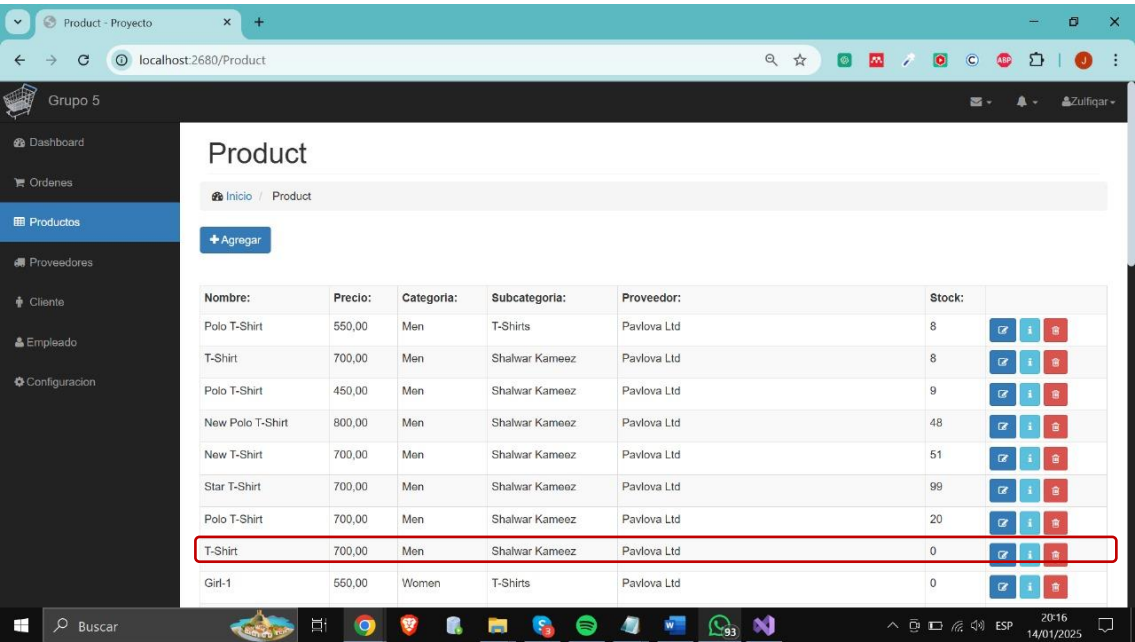 Product - Proyecto
localhost:2680/Product
ABP
J
Grupo 5
Zulfiqar
Dashboard
Ordenes
Productos
Proveedores
Cliente
Empleado
Configuracion
Product
Inicio / Product
Agregar
Nombre: Precio: Categoria: Subcategoria: Proveedor: Stock:
Polo T-Shirt 550,00 Men T-Shirts Pavlova Ltd 8
T-Shirt 700,00 Men Shalwar Kameez Pavlova Ltd 8
Polo T-Shirt 450,00 Men Shalwar Kameez Pavlova Ltd 9
New Polo T-Shirt 800,00 Men Shalwar Kameez Pavlova Ltd 48
New T-Shirt 700,00 Men Shalwar Kameez Pavlova Ltd 51
Star T-Shirt 700,00 Men Shalwar Kameez Pavlova Ltd 99
Polo T-Shirt 700,00 Men Shalwar Kameez Pavlova Ltd 20
T-Shirt 700,00 Men Shalwar Kameez Pavlova Ltd 0
Girl-1 550,00 Women T-Shirts Pavlova Ltd 0
Buscar
93
ESP
20:16
14/01/2025